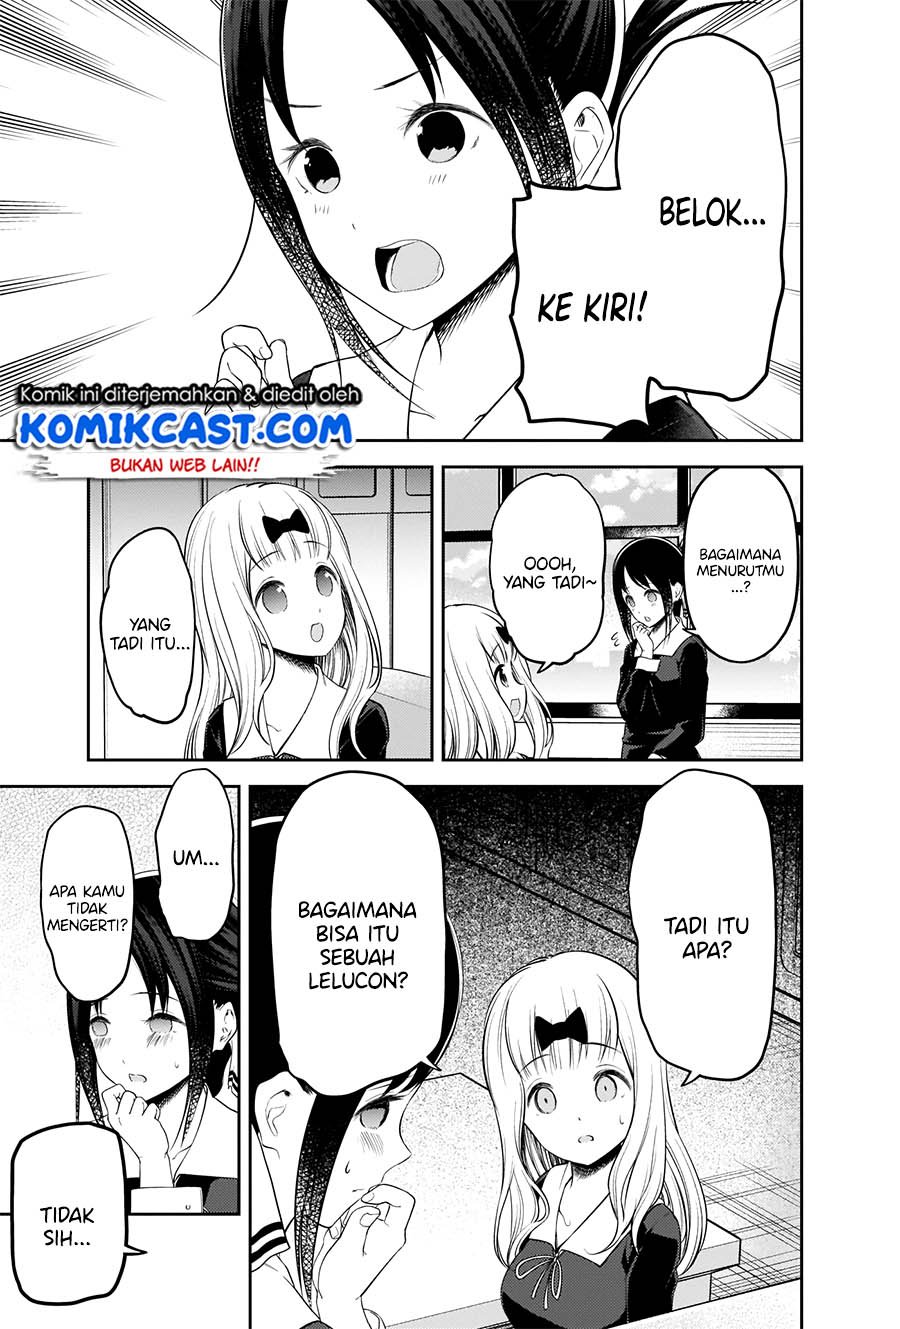 BELOK...
KE KIRI!
Komik ini diterjemahkan & diedit oleh
KOMIKCAST.COM
BUKAN WEB LAIN!!
BAGAIMANA
MENURUTMU
...?
OOOH,
YANG TADI~
YANG
TADI ITU...
TADI ITU
APA?
BAGAIMANA
BISA ITU
SEBUAH
LELUCON?
UM...
APA KAMU
TIDAK
MENGERTI?
TIDAK
SIH...